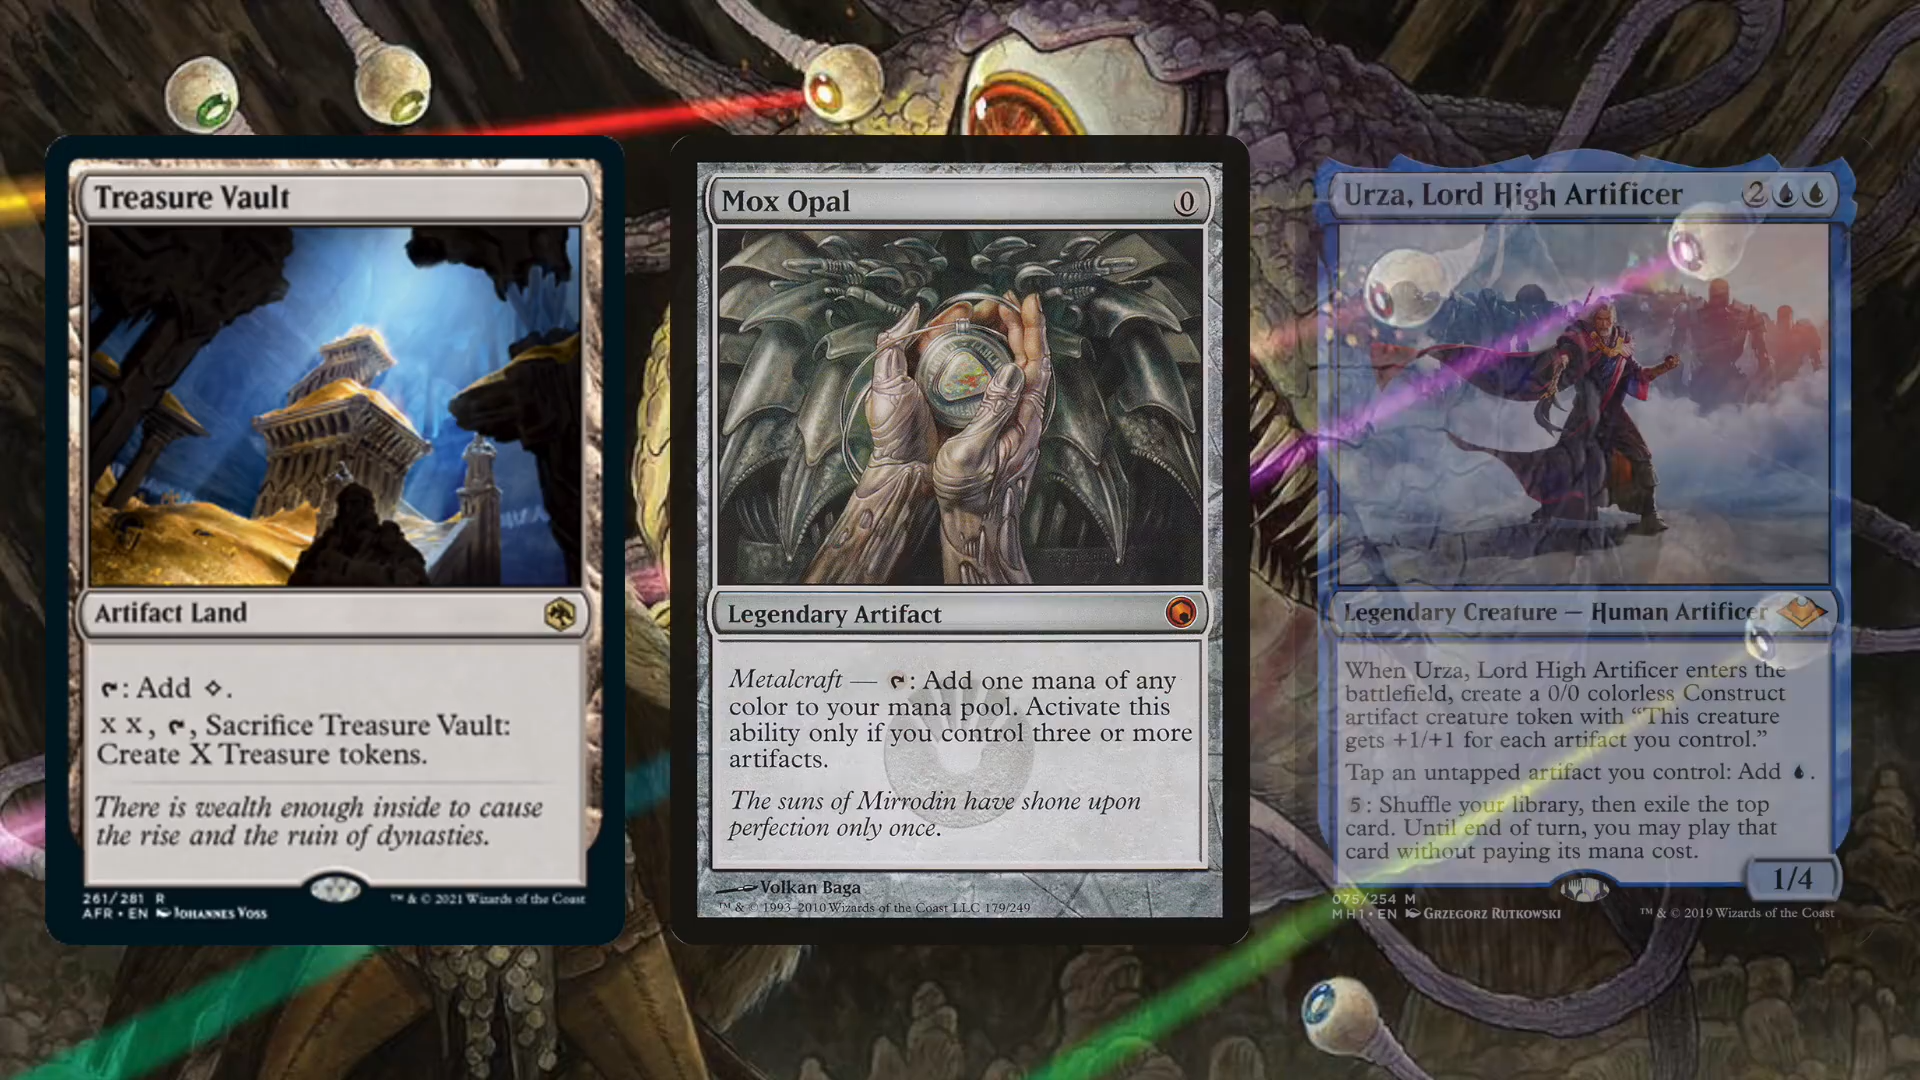 Treasure Vault
Artifact Land
: Add .
X X, , Sacrifice Treasure Vault:
Create X Treasure tokens.
There is wealth enough inside to cause
the rise and the ruin of dynasties.
261/281 R
AFR • EN Johannes Voss
™ & © 2021 Wizards of the Coast
Mox Opal 0
Legendary Artifact
Metalcraft — : Add one mana of any
color to your mana pool. Activate this
ability only if you control three or more
artifacts.
The suns of Mirrodin have shone upon
perfection only once.
Volkan Baga
™ & © 1993–2010 Wizards of the Coast LLC 179/249
Urza, Lord High Artificer 2
Legendary Creature — Human Artificer
When Urza, Lord High Artificer enters the
battlefield, create a 0/0 colorless Construct
artifact creature token with “This creature
gets +1/+1 for each artifact you control.”
Tap an untapped artifact you control: Add .
5: Shuffle your library, then exile the top
card. Until end of turn, you may play that
card without paying its mana cost.
1/4
075/254 M
MH1 • EN Grzegorz Rutkowski
™ & © 2019 Wizards of the Coast